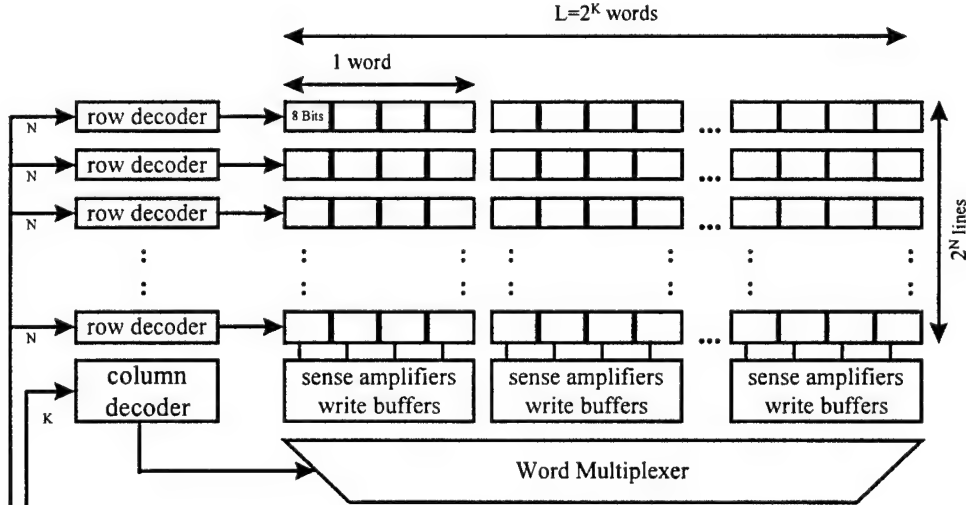 L=2^K words
1 word
N
row decoder
8 Bits
...
N
row decoder
...
N
row decoder
...
2^N lines
N
row decoder
...
K
column
decoder
sense amplifiers
write buffers
sense amplifiers
write buffers
sense amplifiers
write buffers
Word Multiplexer